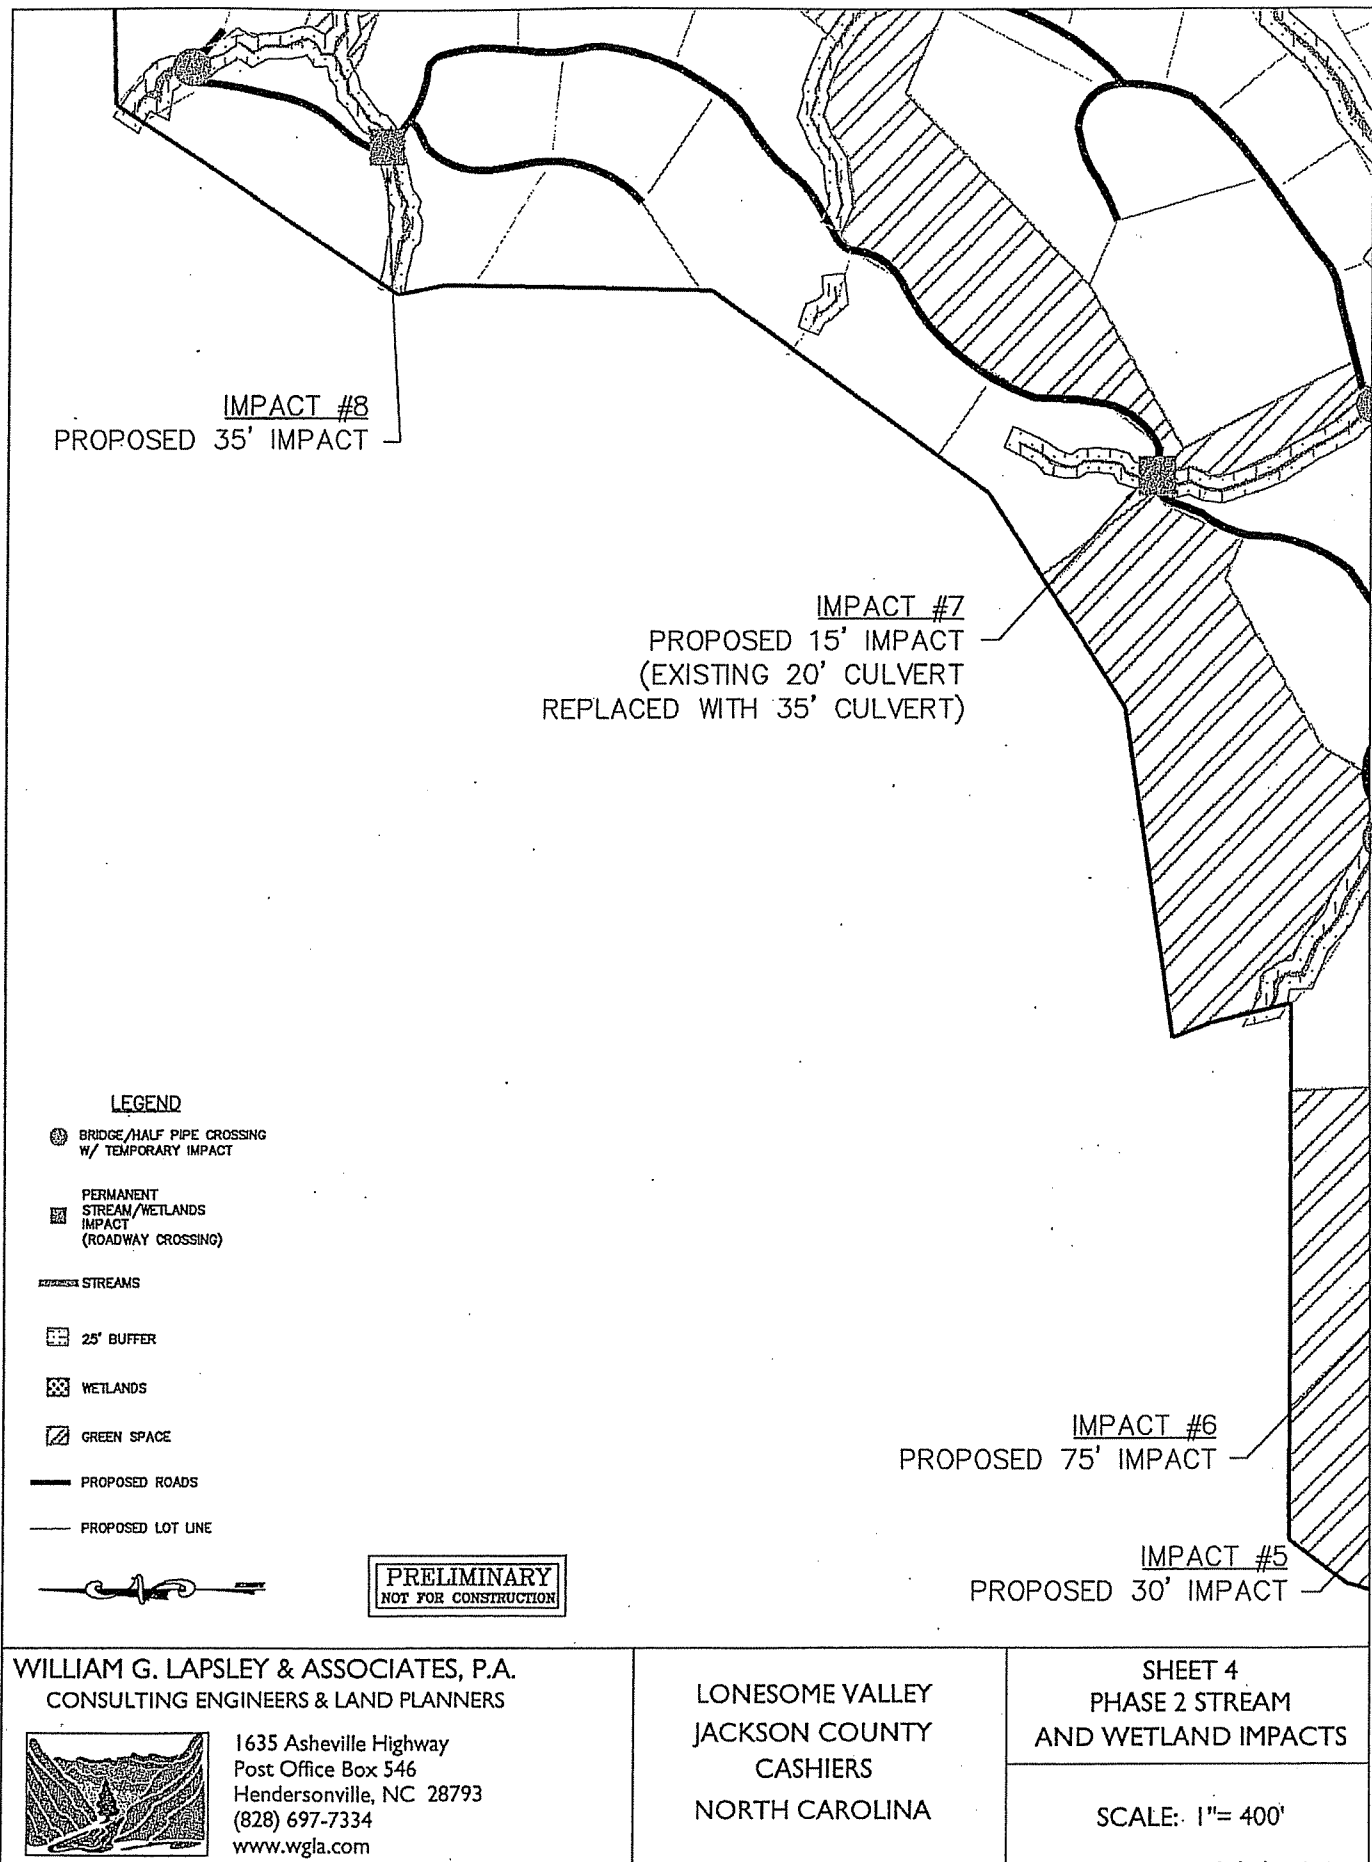 IMPACT #8
PROPOSED 35' IMPACT
IMPACT #7
PROPOSED 15' IMPACT
(EXISTING 20' CULVERT
REPLACED WITH 35' CULVERT)
LEGEND
BRIDGE/HALF PIPE CROSSING
W/ TEMPORARY IMPACT
PERMANENT
STREAM/WETLANDS
IMPACT
(ROADWAY CROSSING)
STREAMS
25' BUFFER
WETLANDS
GREEN SPACE
PROPOSED ROADS
PROPOSED LOT LINE
IMPACT #6
PROPOSED 75' IMPACT
IMPACT #5
PROPOSED 30' IMPACT
PRELIMINARY
NOT FOR CONSTRUCTION
WILLIAM G. LAPSLEY & ASSOCIATES, P.A.
CONSULTING ENGINEERS & LAND PLANNERS
1635 Asheville Highway
Post Office Box 546
Hendersonville, NC 28793
(828) 697-7334
www.wgla.com
LONESOME VALLEY
JACKSON COUNTY
CASHIERS
NORTH CAROLINA
SHEET 4
PHASE 2 STREAM
AND WETLAND IMPACTS
SCALE: 1"= 400'